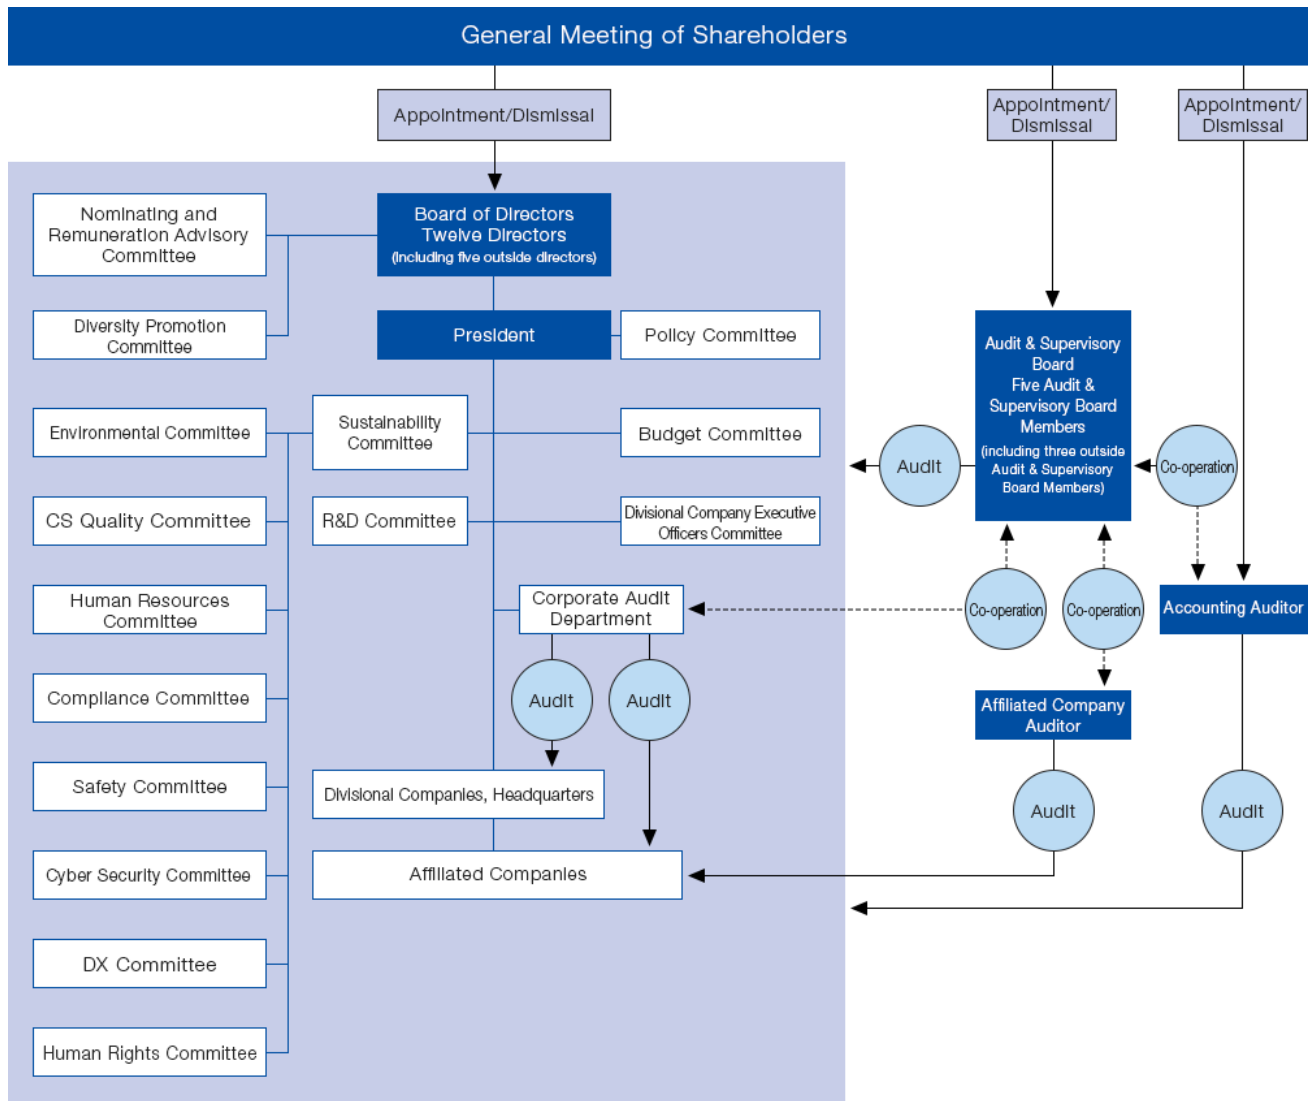 General Meeting of Shareholders
Appointment/Dismissal
Appointment/
Dismissal
Appointment/
Dismissal
Nominating and
Remuneration Advisory
Committee
Board of Directors
Twelve Directors
(including five outside directors)
Diversity Promotion
Committee
President
Policy Committee
Audit & Supervisory
Board
Five Audit &
Supervisory Board
Members
(including three outside
Audit & Supervisory
Board Members)
Environmental Committee
Sustainability
Committee
Budget Committee
Audit
Co-operation
CS Quality Committee
R&D Committee
Divisional Company Executive
Officers Committee
Human Resources
Committee
Corporate Audit
Department
Co-operation
Co-operation
Accounting Auditor
Compliance Committee
Audit
Audit
Affiliated Company
Auditor
Safety Committee
Divisional Companies, Headquarters
Audit
Audit
Cyber Security Committee
Affiliated Companies
DX Committee
Human Rights Committee